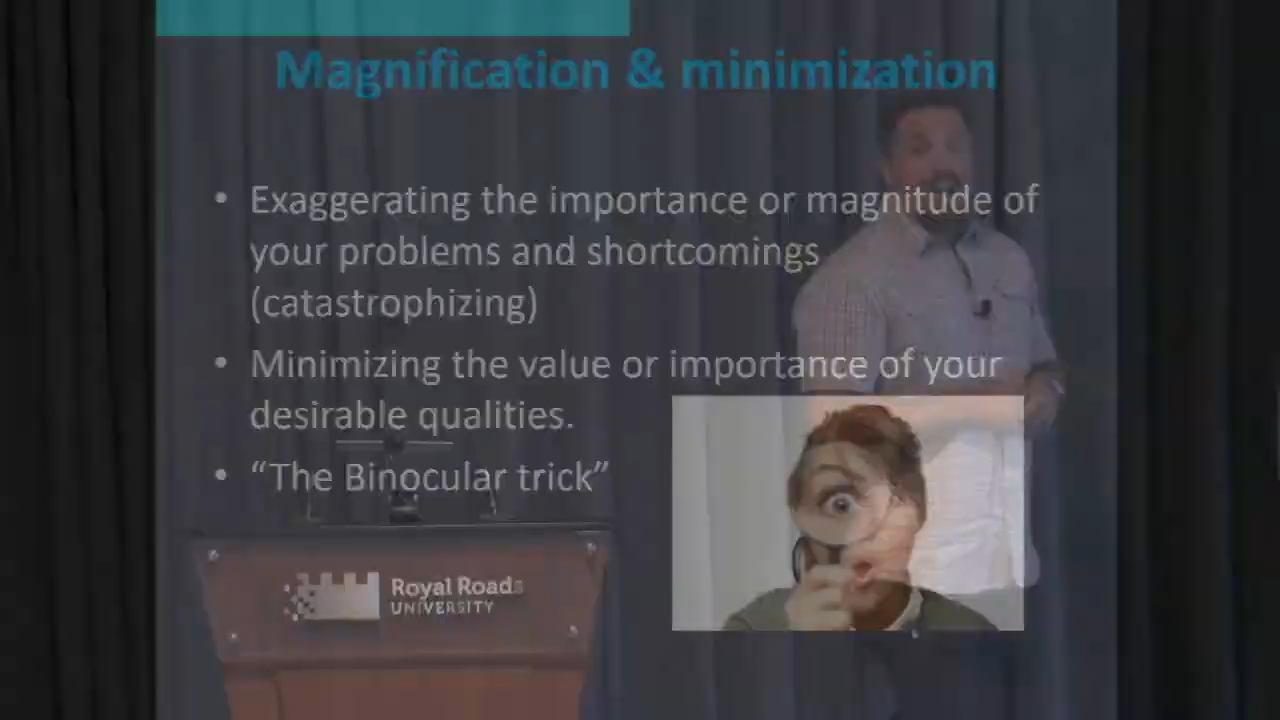 Magnification & minimization
• Exaggerating the importance or magnitude of
your problems and shortcomings
(catastrophizing)
• Minimizing the value or importance of your
desirable qualities.
• “The Binocular trick”
Royal Roads
UNIVERSITY